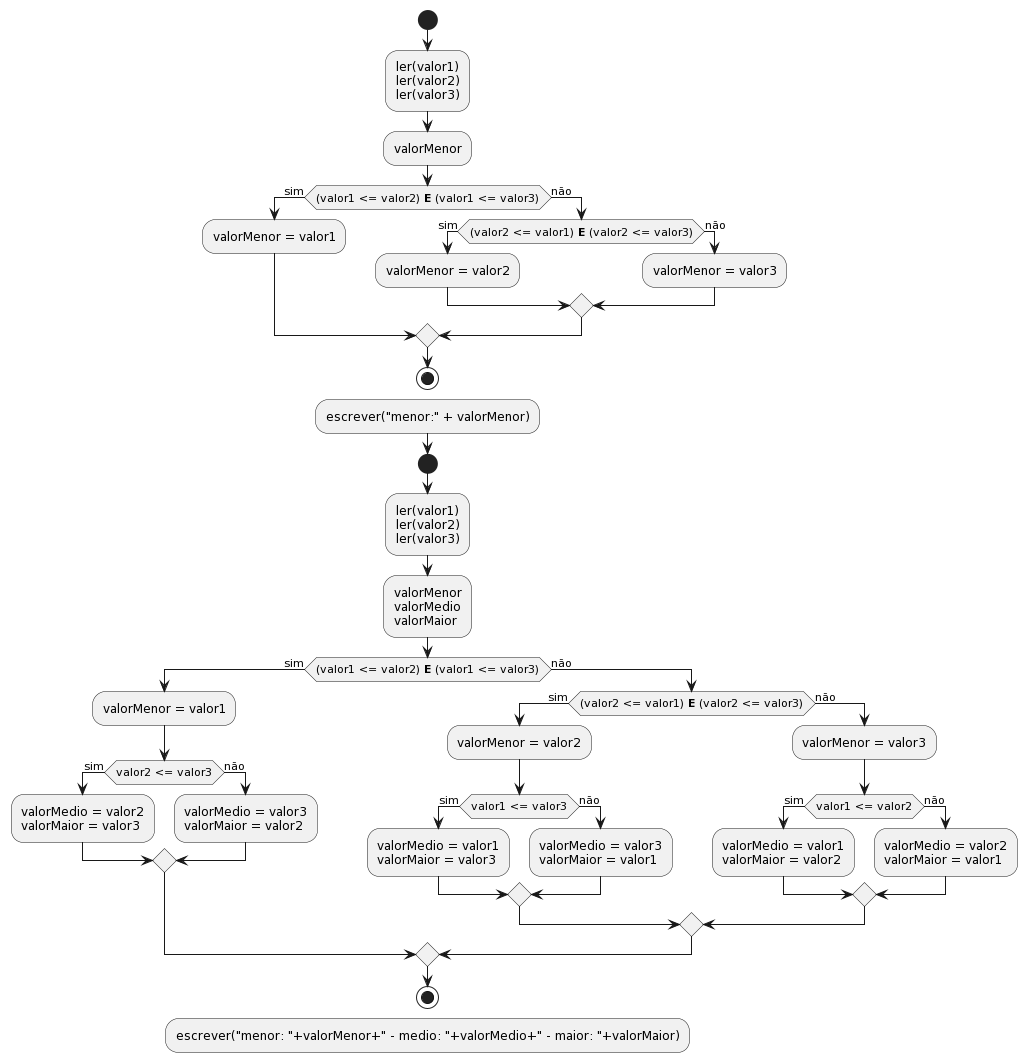 ler(valor1)
ler(valor2)
ler(valor3)
valorMenor
sim
(valor1 <= valor2) E (valor1 <= valor3)
não
valorMenor = valor1
sim
(valor2 <= valor1) E (valor2 <= valor3)
não
valorMenor = valor2
valorMenor = valor3
escrever("menor:" + valorMenor)
ler(valor1)
ler(valor2)
ler(valor3)
valorMenor
valorMedio
valorMaior
sim
(valor1 <= valor2) E (valor1 <= valor3)
não
valorMenor = valor1
sim
valor2 <= valor3
não
valorMedio = valor2
valorMaior = valor3
valorMedio = valor3
valorMaior = valor2
sim
(valor2 <= valor1) E (valor2 <= valor3)
não
valorMenor = valor2
sim
valor1 <= valor3
não
valorMedio = valor1
valorMaior = valor3
valorMedio = valor3
valorMaior = valor1
valorMenor = valor3
sim
valor1 <= valor2
não
valorMedio = valor1
valorMaior = valor2
valorMedio = valor2
valorMaior = valor1
escrever("menor: "+valorMenor+" - medio: "+valorMedio+" - maior: "+valorMaior)